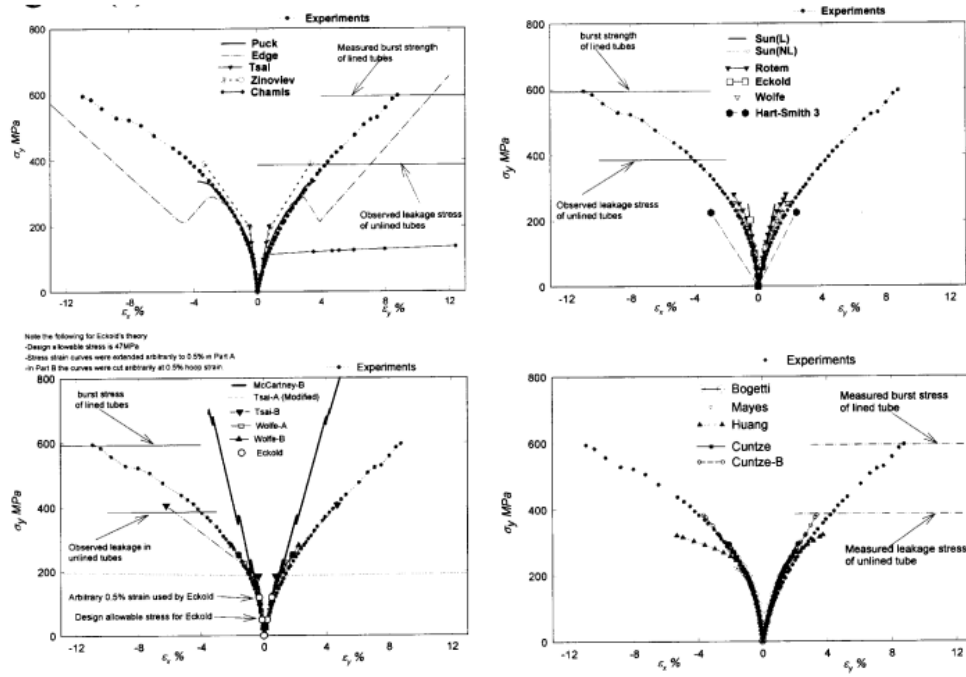 Experiments
800
600
400
200
0
σy MPa
Puck
Edge
Tsai
Zinoviev
Chamis
Measured burst strength
of lined tubes
Observed leakage stress
of unlined tubes
-12
-8
-4
0
4
8
12
εx %
εy %
Experiments
800
600
400
200
0
σy MPa
burst strength
of lined tubes
Observed leakage stress
of unlined tubes
Sun(L)
Sun(NL)
Rotem
Eckold
Wolfe
Hart-Smith 3
-12
-8
-4
0
4
8
12
εx %
εy %
Note the following for Eckold's theory
-Design allowable stress is 47MPa
-Stress strain curves were extended arbitrarily to 0.5% in Part A
-In Part B the curves were cut arbitrarily at 0.5% hoop strain
Experiments
800
600
400
200
0
σy MPa
burst stress
of lined tubes
Observed leakage in
unlined tubes
Arbitrary 0.5% strain used by Eckold
Design allowable stress for Eckold
McCartney-B
Tsai-A (Modified)
Tsai-B
Wolfe-A
Wolfe-B
Eckold
-12
-8
-4
0
4
8
12
εx %
εy %
Experiments
800
600
400
200
0
σy MPa
Bogetti
Mayes
Huang
Cuntze
Cuntze-B
Measured burst stress
of lined tube
Measured leakage stress
of unlined tube
-12
-8
-4
0
4
8
12
εx %
εy %